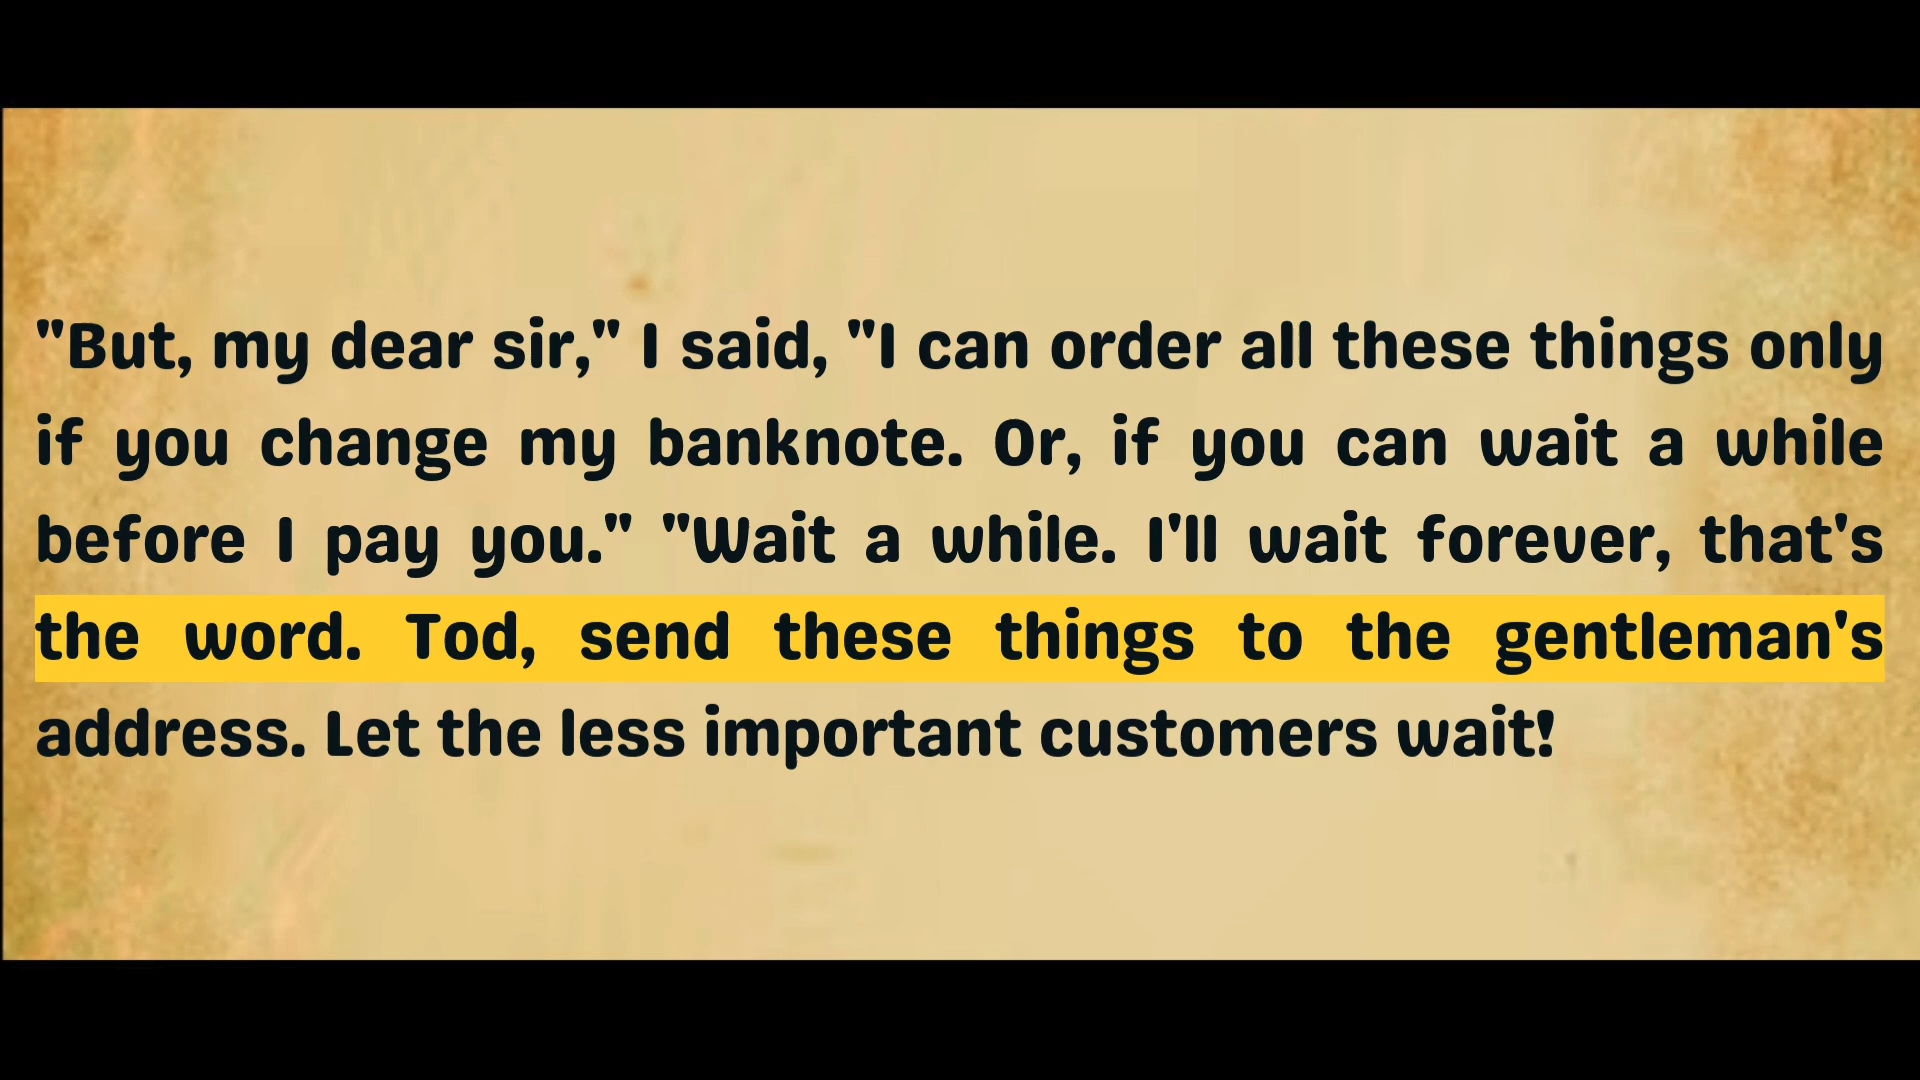 "But, my dear sir," I said, "I can order all these things only
if you change my banknote. Or, if you can wait a while
before I pay you." "Wait a while. I'll wait forever, that's
the word. Tod, send these things to the gentleman's
address. Let the less important customers wait!